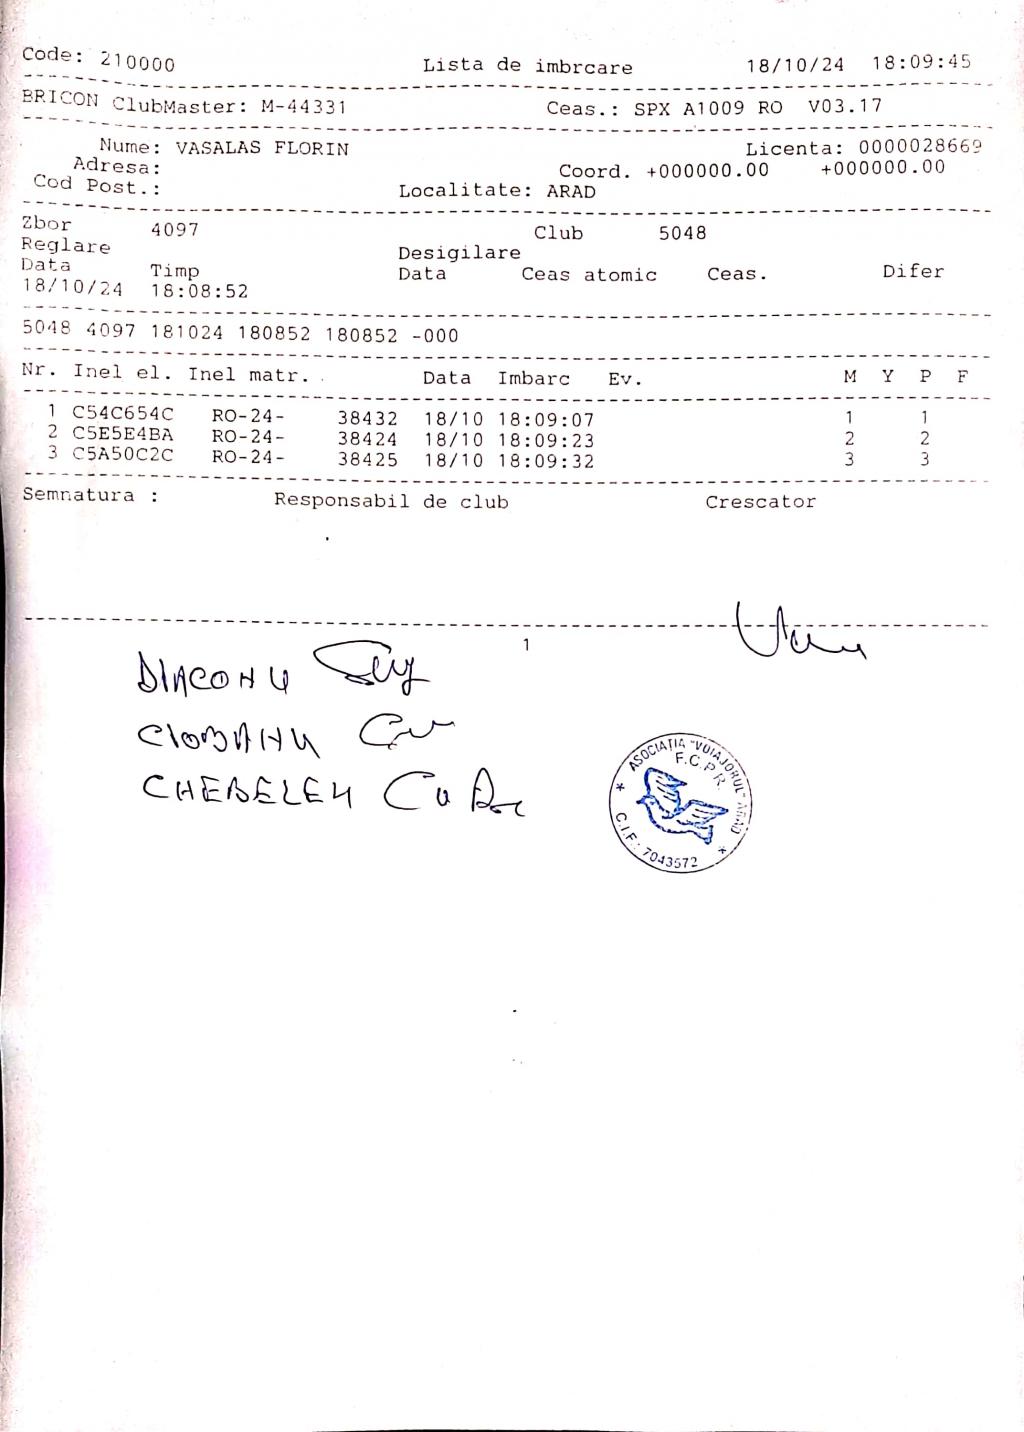 Code: 210000 Lista de imbrcare 18/10/24 18:09:45
BRICON ClubMaster: M-44331 Ceas.: SPX A1009 RO V03.17
Nume: VASALAS FLORIN Licenta: 0000028669
Adresa: Coord. +000000.00 +000000.00
Cod Post.: Localitate: ARAD
Zbor 4097 Club 5048
Reglare Desigilare
Data Timp Data Ceas atomic Ceas. Difer
18/10/24 18:08:52
5048 4097 181024 180852 180852 -000
Nr. Inel el. Inel matr. Data Imbarc Ev. M Y P F
1 C54C654C RO-24- 38432 18/10 18:09:07 1 1
2 C5E5E4BA RO-24- 38424 18/10 18:09:23 2 2
3 C5A50C2C RO-24- 38425 18/10 18:09:32 3 3
Semnatura : Responsabil de club Crescator
1
DIACONU
CIOBANU
CHEBELEU
ASOCIAȚIA "VOIAJORUL" ARAD
F.C.P.R.
C.I.F.: 7043572